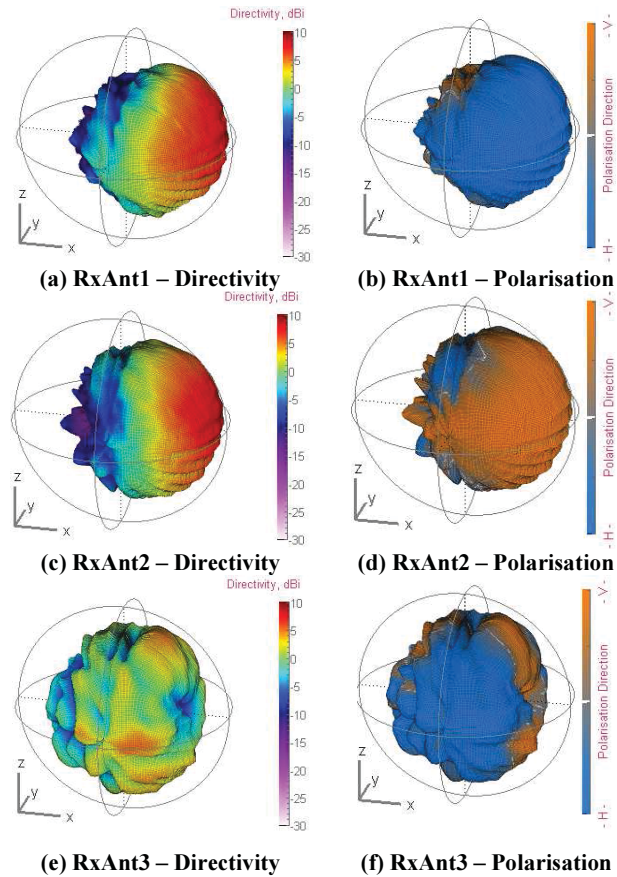 Directivity, dBi
10
5
0
-5
-10
-15
-20
-25
-30
z
y
x
- V -
Polarisation Direction
- H -
z
y
x
(a) RxAnt1 – Directivity
(b) RxAnt1 – Polarisation
Directivity, dBi
10
5
0
-5
-10
-15
-20
-25
-30
z
y
x
- V -
Polarisation Direction
- H -
z
y
x
(c) RxAnt2 – Directivity
(d) RxAnt2 – Polarisation
Directivity, dBi
10
5
0
-5
-10
-15
-20
-25
-30
z
y
x
- V -
Polarisation Direction
- H -
z
y
x
(e) RxAnt3 – Directivity
(f) RxAnt3 – Polarisation